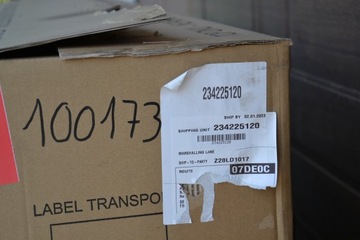 234225120
SHIP BY 02.01.2023
SHIPPING UNIT 234225120
234225120
MARSHALLING LANE
SHIP-TO-PARTY Z28LD1017
ROUTE 07DE0C
100173
LABEL TRANSPO